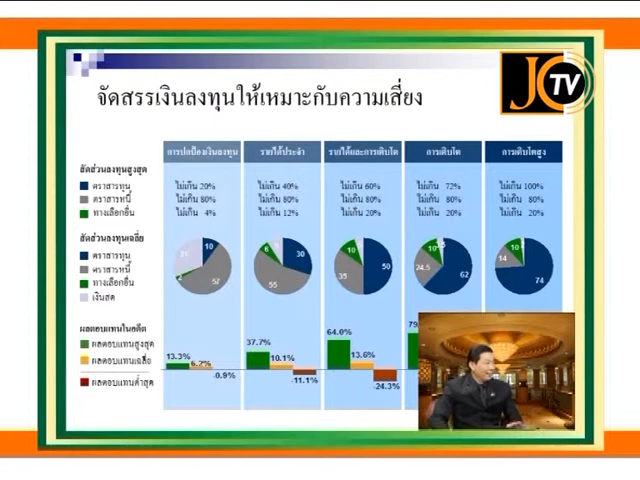 JC TV
จัดสรรเงินลงทุนให้เหมาะกับความเสี่ยง
การปกป้องเงินลงทุน รายได้ประจำ รายได้และการเติบโต การเติบโต การเติบโตสูง
สัดส่วนลงทุนสูงสุด
ตราสารทุน ไม่เกิน 20% ไม่เกิน 40% ไม่เกิน 60% ไม่เกิน 72% ไม่เกิน 100%
ตราสารหนี้ ไม่เกิน 80% ไม่เกิน 80% ไม่เกิน 80% ไม่เกิน 80% ไม่เกิน 80%
ทางเลือกอื่น ไม่เกิน 4% ไม่เกิน 12% ไม่เกิน 20% ไม่เกิน 20% ไม่เกิน 20%
สัดส่วนลงทุนเฉลี่ย
ตราสารทุน
ตราสารหนี้
ทางเลือกอื่น
เงินสด
10 57
6 30 55
10 50 35
10 62 24.5
10 14 74
ผลตอบแทนในอดีต
ผลตอบแทนสูงสุด
ผลตอบแทนเฉลี่ย
ผลตอบแทนต่ำสุด
13.3% 6.2% -0.9%
37.7% 10.1% -11.1%
64.0% 13.6% -24.3%
79